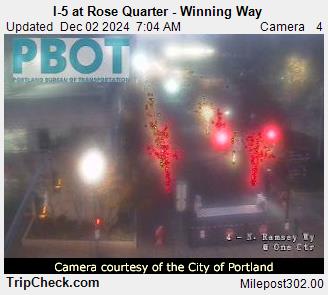 I-5 at Rose Quarter - Winning Way
Updated Dec 02 2024 7:04 AM Camera 4
PBOT
PORTLAND BUREAU OF TRANSPORTATION
4 - N. Ramsey Wy
@ One Ctr
Camera courtesy of the City of Portland
TripCheck.com Milepost302.00